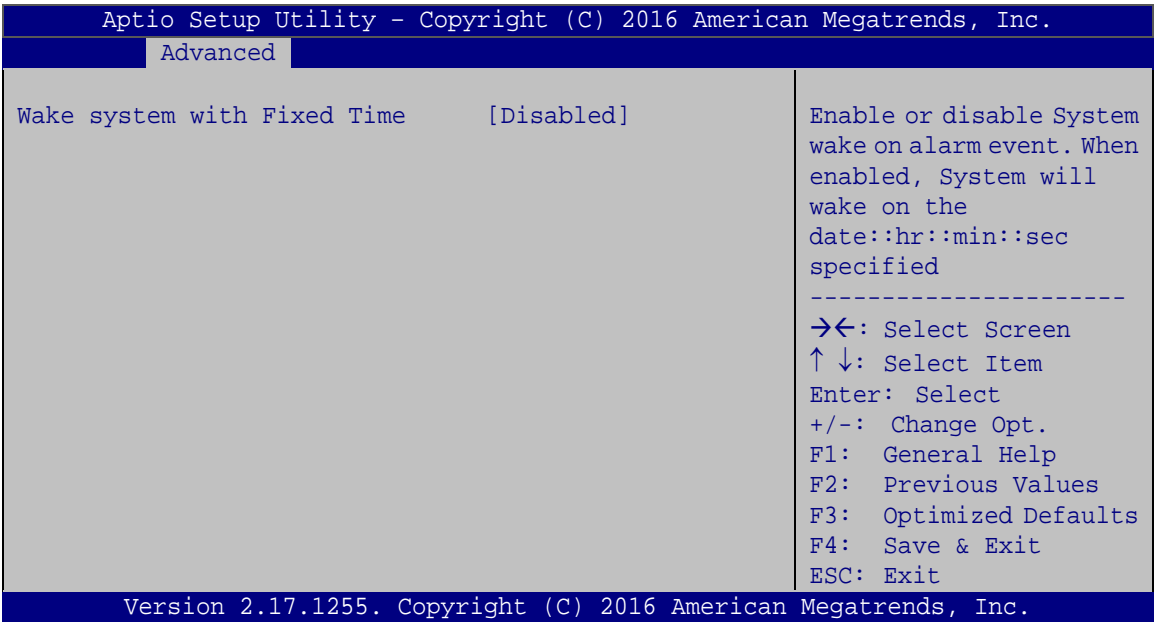 Aptio Setup Utility – Copyright (C) 2016 American Megatrends, Inc.
Advanced
Wake system with Fixed Time [Disabled]
Enable or disable System
wake on alarm event. When
enabled, System will
wake on the
date::hr::min::sec
specified
----------------------
→←: Select Screen
↑ ↓: Select Item
Enter: Select
+/-: Change Opt.
F1: General Help
F2: Previous Values
F3: Optimized Defaults
F4: Save & Exit
ESC: Exit
Version 2.17.1255. Copyright (C) 2016 American Megatrends, Inc.